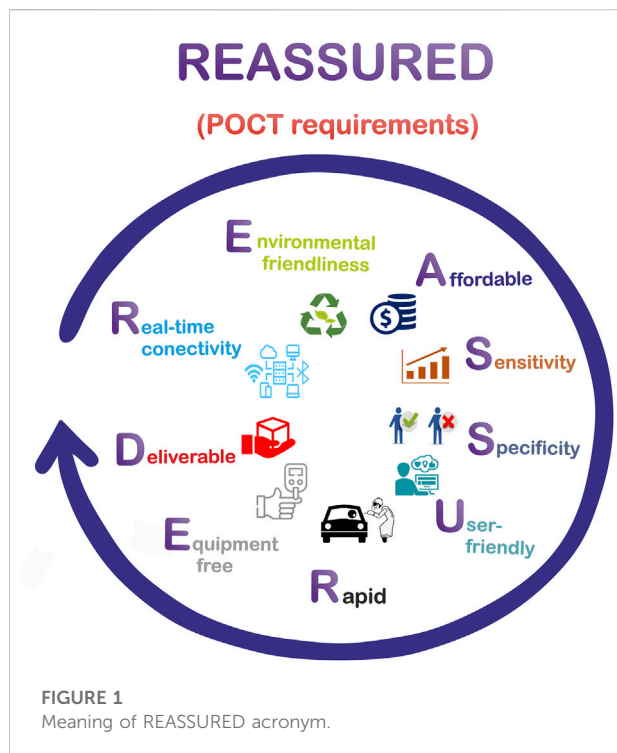 REASSURED
(POCT requirements)
Environmental
friendliness
Affordable
Real-time
conectivity
Sensitivity
Specificity
Deliverable
User-
friendly
Equipment
free
Rapid
FIGURE 1
Meaning of REASSURED acronym.